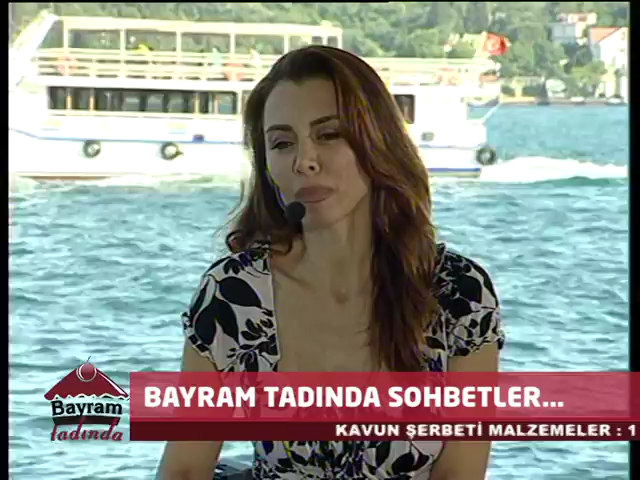 BAYRAM TADINDA SOHBETLER...
Bayram
tadında
KAVUN ŞERBETİ MALZEMELER : 1